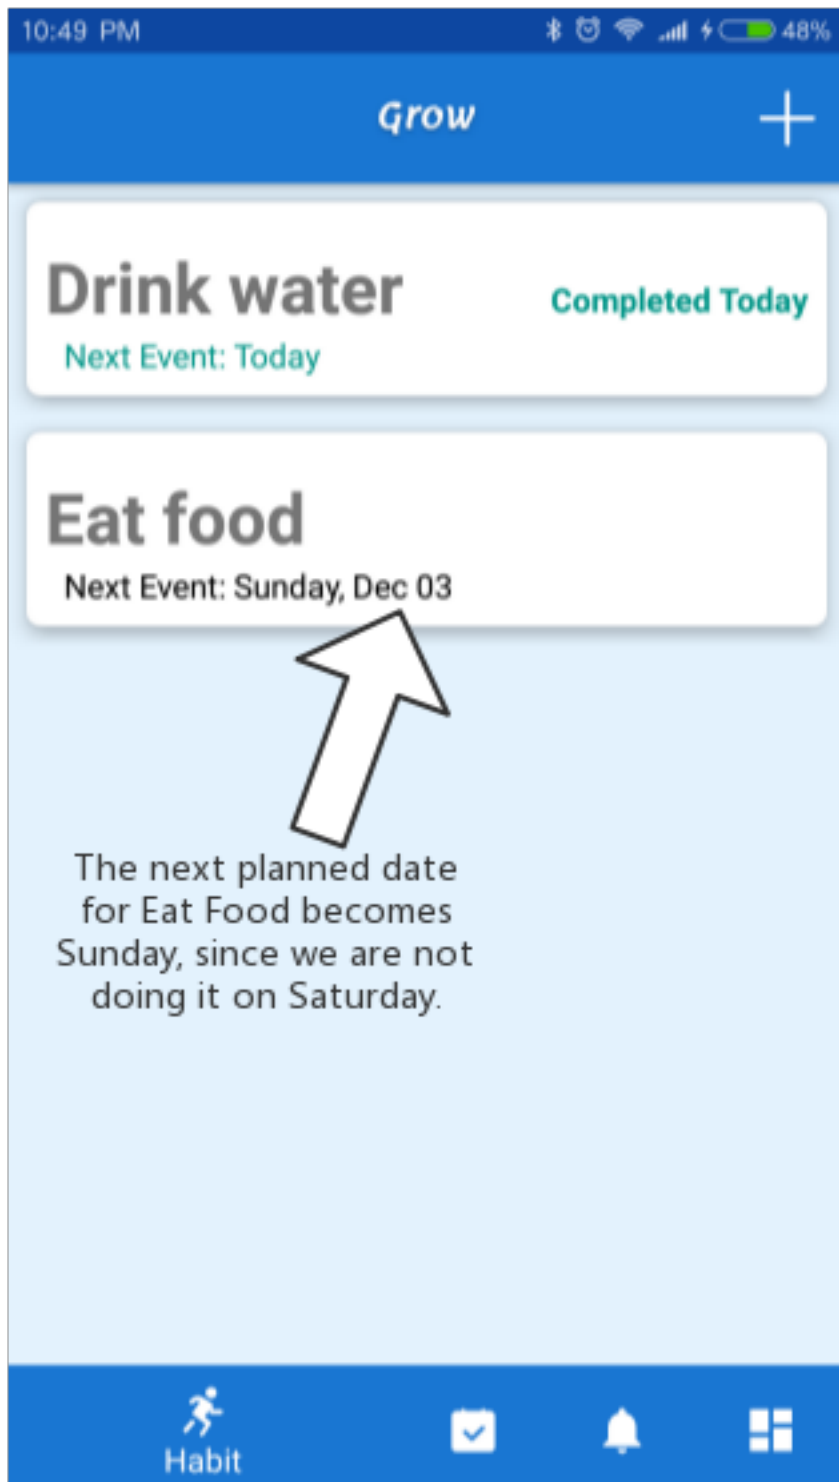 10:49 PM 48%
Grow
Drink water
Completed Today
Next Event: Today
Eat food
Next Event: Sunday, Dec 03
The next planned date
for Eat Food becomes
Sunday, since we are not
doing it on Saturday.
Habit